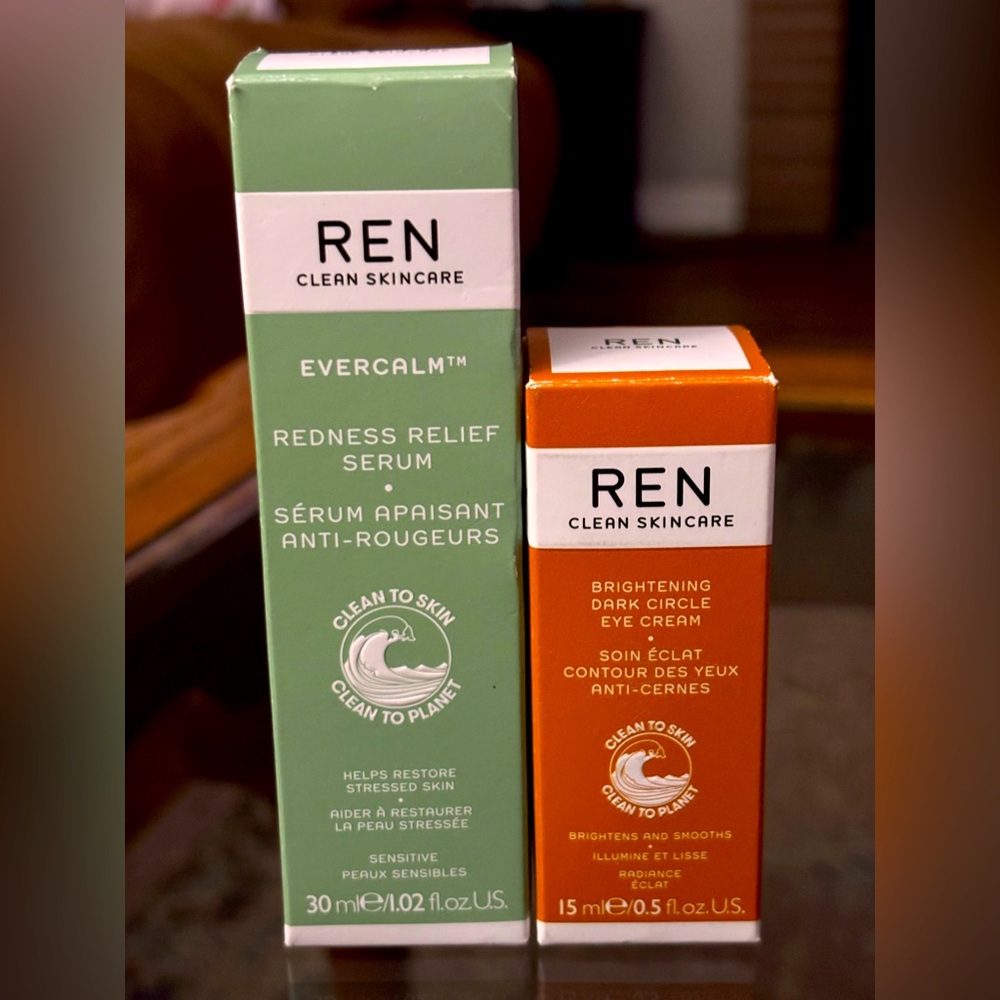 REN
CLEAN SKINCARE
EVERCALM™
REDNESS RELIEF
SERUM
•
SÉRUM APAISANT
ANTI-ROUGEURS
CLEAN TO SKIN
CLEAN TO PLANET
HELPS RESTORE
STRESSED SKIN
•
AIDER À RESTAURER
LA PEAU STRESSÉE
SENSITIVE
PEAUX SENSIBLES
30 ml℮/1.02 fl.oz.U.S.
REN
CLEAN SKINCARE
REN
CLEAN SKINCARE
BRIGHTENING
DARK CIRCLE
EYE CREAM
•
SOIN ÉCLAT
CONTOUR DES YEUX
ANTI-CERNES
CLEAN TO SKIN
CLEAN TO PLANET
BRIGHTENS AND SMOOTHS
•
ILLUMINE ET LISSE
RADIANCE
ÉCLAT
15 ml℮/0.5 fl.oz.U.S.